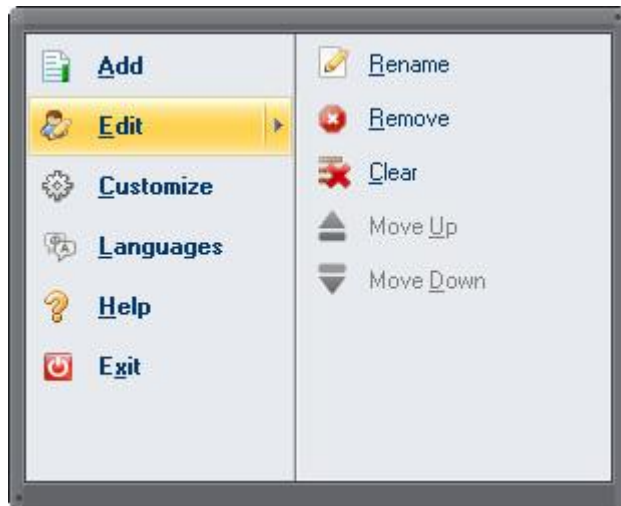 Add
Edit
Customize
Languages
Help
Exit
Rename
Remove
Clear
Move Up
Move Down